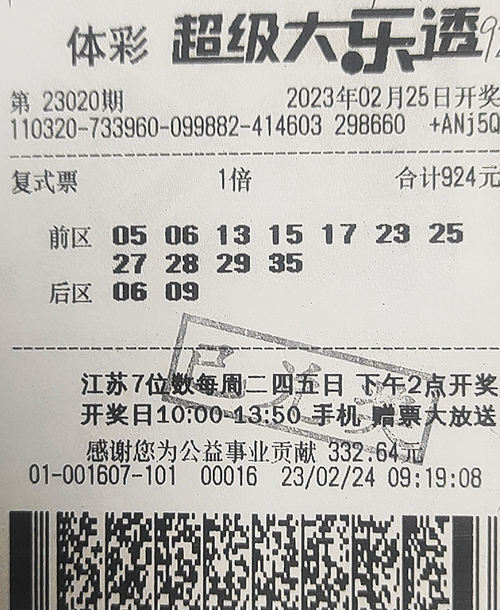 体彩 超级大乐透
第 23020期 2023年02月25日开奖
110320-733960-099882-414603 298660 +ANj5Q
复式票 1倍 合计924元
前区 05 06 13 15 17 23 25
27 28 29 35
后区 06 09
已兑奖
江苏7位数每周二四五日 下午2点开奖
开奖日10:00-13:50 手机 赠票大放送
感谢您为公益事业贡献 332.64元
01-001607-101 00016 23/02/24 09:19:08